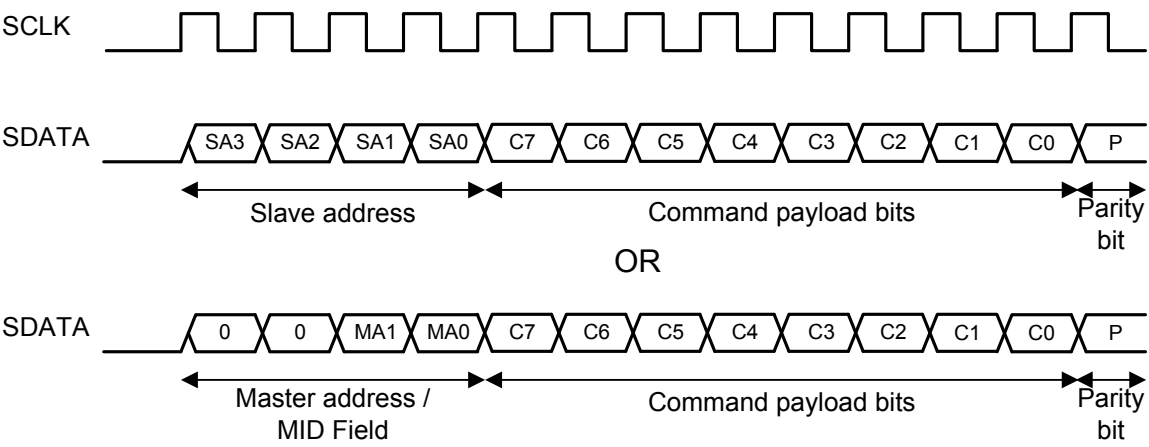 SCLK
SDATA SA3 SA2 SA1 SA0 C7 C6 C5 C4 C3 C2 C1 C0 P
Slave address Command payload bits Parity
bit
OR
SDATA 0 0 MA1 MA0 C7 C6 C5 C4 C3 C2 C1 C0 P
Master address / Command payload bits Parity
MID Field bit